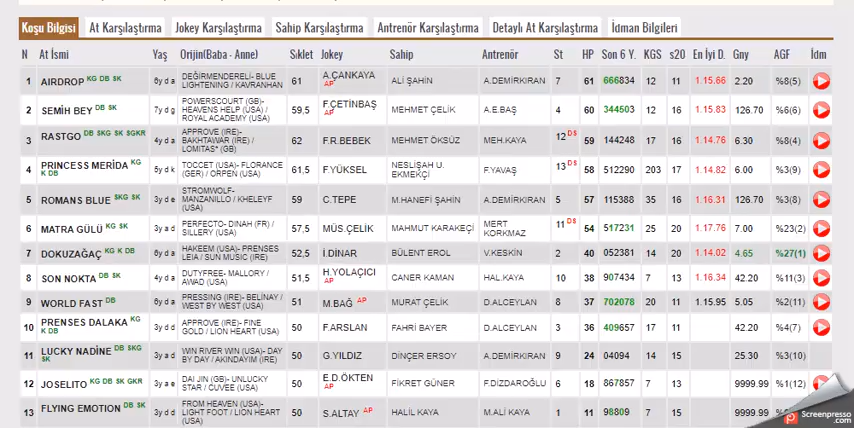 Koşu Bilgisi At Karşılaştırma Jokey Karşılaştırma Sahip Karşılaştırma Antrenör Karşılaştırma Detaylı At Karşılaştırma İdman Bilgileri
N At İsmi Yaş Orijin(Baba - Anne) Sıklet Jokey Sahip Antrenör St HP Son 6 Y. KGS s20 En İyi D. Gny AGF İdm
1 AIRDROP KG DB SK 6y d a DEĞİRMENDERELİ- BLUE LIGHTENING / KAVRANHAN 61 A.ÇANKAYA AP ALİ ŞAHİN A.DEMİRKIRAN 7 61 666834 12 11 1.15.66 2.20 %8(5)
2 SEMİH BEY DB SK 7y d g POWERSCOURT (GB)- HEAVENS HELP (USA) / ROYAL ACADEMY (USA) 59,5 F.ÇETİNBAŞ AP MEHMET ÇELİK A.E.BAŞ 4 60 344503 12 16 1.15.83 126.70 %6(6)
3 RASTGO DB SKG SK SGKR 4y d a APPROVE (IRE)- BAKHTAWAR (IRE) / LOMITAS* (GB) 62 F.R.BEBEK MEHMET ÖKSÜZ MEH.KAYA 12 DS 59 144248 17 16 1.14.76 6.30 %8(4)
4 PRINCESS MERİDA KG K DB 5y d k TOCCET (USA)- FLORANCE (GER) / ORPEN (USA) 61,5 F.YÜKSEL NESLİŞAH U. EKMEKÇİ F.YAVAŞ 13 DS 58 512290 203 17 1.14.82 6.00 %3(9)
5 ROMANS BLUE SKG SK 3y d e STROMWOLF- MANZANILLO / KHELEYF (USA) 59 C.TEPE M.HANEFİ ŞAHİN A.DEMİRKIRAN 5 57 115388 35 16 1.16.31 126.70 %3(8)
6 MATRA GÜLÜ KG SK 3y a d PERFECTO- DINAH (FR) / SILLERY (USA) 57,5 MÜS.ÇELİK MAHMUT KARAKEÇİ MERT KORKMAZ 11 DS 54 517231 25 20 1.17.76 7.00 %23(2)
7 DOKUZAĞAÇ KG K DB 6y d a HAKEEM (USA)- PRENSES LEIA / SUN MUSIC (IRE) 52,5 İ.DİNAR BÜLENT EROL V.KESKİN 2 40 052381 14 20 1.14.02 4.65 %27(1)
8 SON NOKTA DB SK 4y d a DUTYFREE- MALLORY / AWAD (USA) 51,5 H.YOLAÇICI AP CANER KAMAN HAL.KAYA 10 38 907434 7 13 1.16.34 42.20 %11(3)
9 WORLD FAST DB 8y d a PRESSING (IRE)- BELİNAY / WEST BY WEST (USA) 51 M.BAĞ AP MURAT ÇELİK D.ALCEYLAN 8 37 702078 20 11 1.15.95 5.05 %2(11)
10 PRENSES DALAKA KG K DB 3y d d APPROVE (IRE)- FINE GOLD / LION HEART (USA) 50 F.ARSLAN FAHRİ BAYER D.ALCEYLAN 3 36 409657 17 9 42.20 %4(7)
11 LUCKY NADİNE DB SKG SK 3y a d WIN RIVER WIN (USA)- DAY BY DAY / AKINDAYIM (IRE) 50 G.YILDIZ DİNÇER ERSOY A.DEMİRKIRAN 9 24 04094 14 15 25.30 %3(10)
12 JOSELITO KG DB SK GKR 3y a e DAI JIN (GB)- UNLUCKY STAR / CUVEE (USA) 50 E.D.ÖKTEN AP FİKRET GÜNER F.DİZDAROĞLU 6 18 867857 7 13 9999.99 %1(12)
13 FLYING EMOTION DB SK 3y d d FROM HEAVEN (USA)- LIGHT FOOT / LION HEART (USA) 50 S.ALTAY AP HALİL KAYA M.ALİ KAYA 1 11 98809 7 15 9999.99
Screenpresso
.com